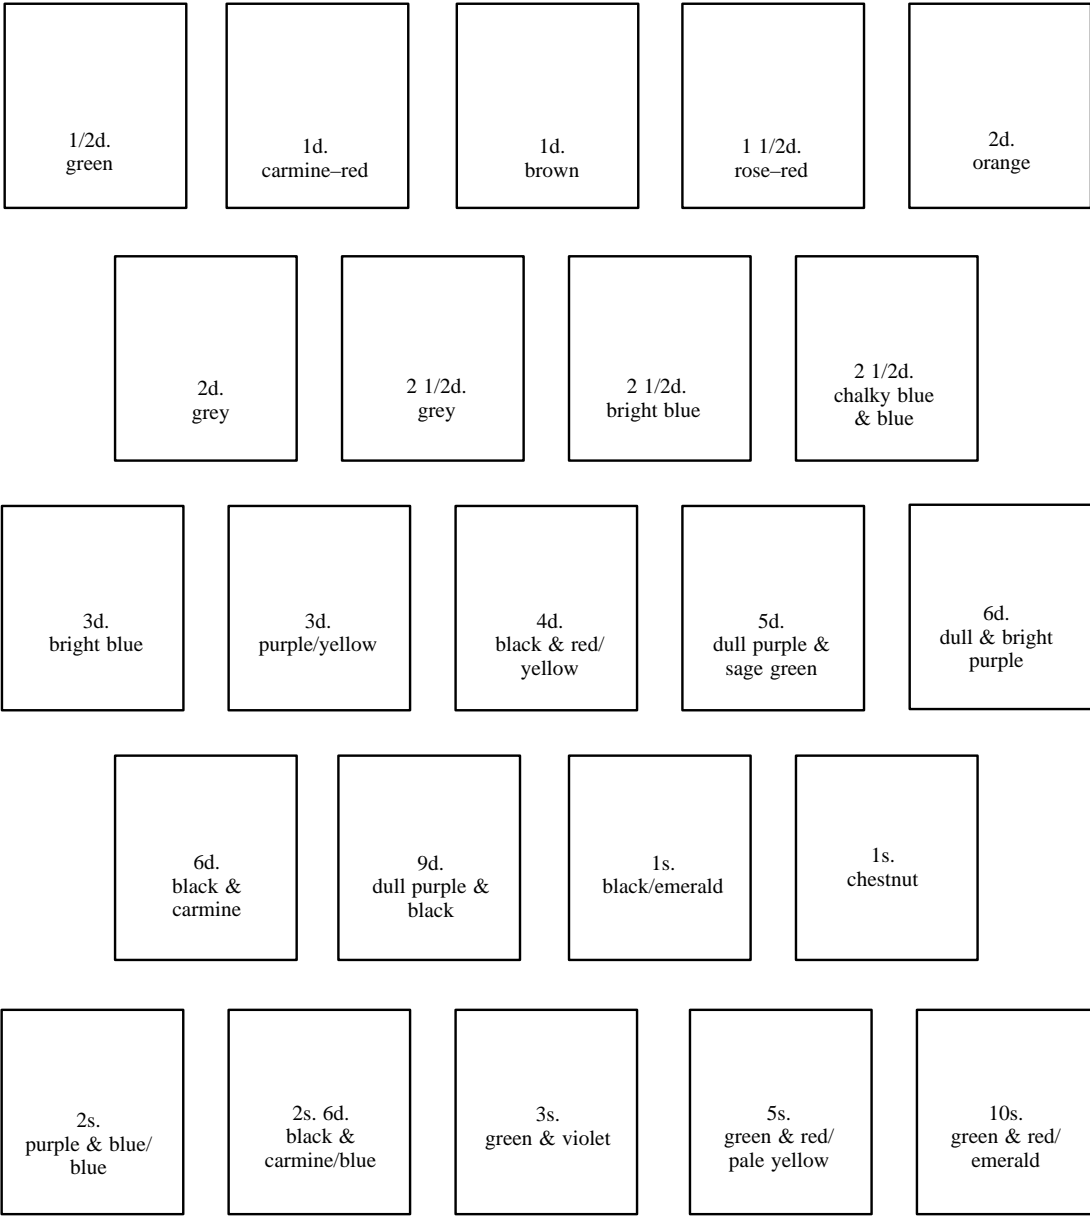 1/2d.
green
1d.
carmine–red
1d.
brown
1 1/2d.
rose–red
2d.
orange
2d.
grey
2 1/2d.
grey
2 1/2d.
bright blue
2 1/2d.
chalky blue
& blue
3d.
bright blue
3d.
purple/yellow
4d.
black & red/
yellow
5d.
dull purple &
sage green
6d.
dull & bright
purple
6d.
black &
carmine
9d.
dull purple &
black
1s.
black/emerald
1s.
chestnut
2s.
purple & blue/
blue
2s. 6d.
black &
carmine/blue
3s.
green & violet
5s.
green & red/
pale yellow
10s.
green & red/
emerald